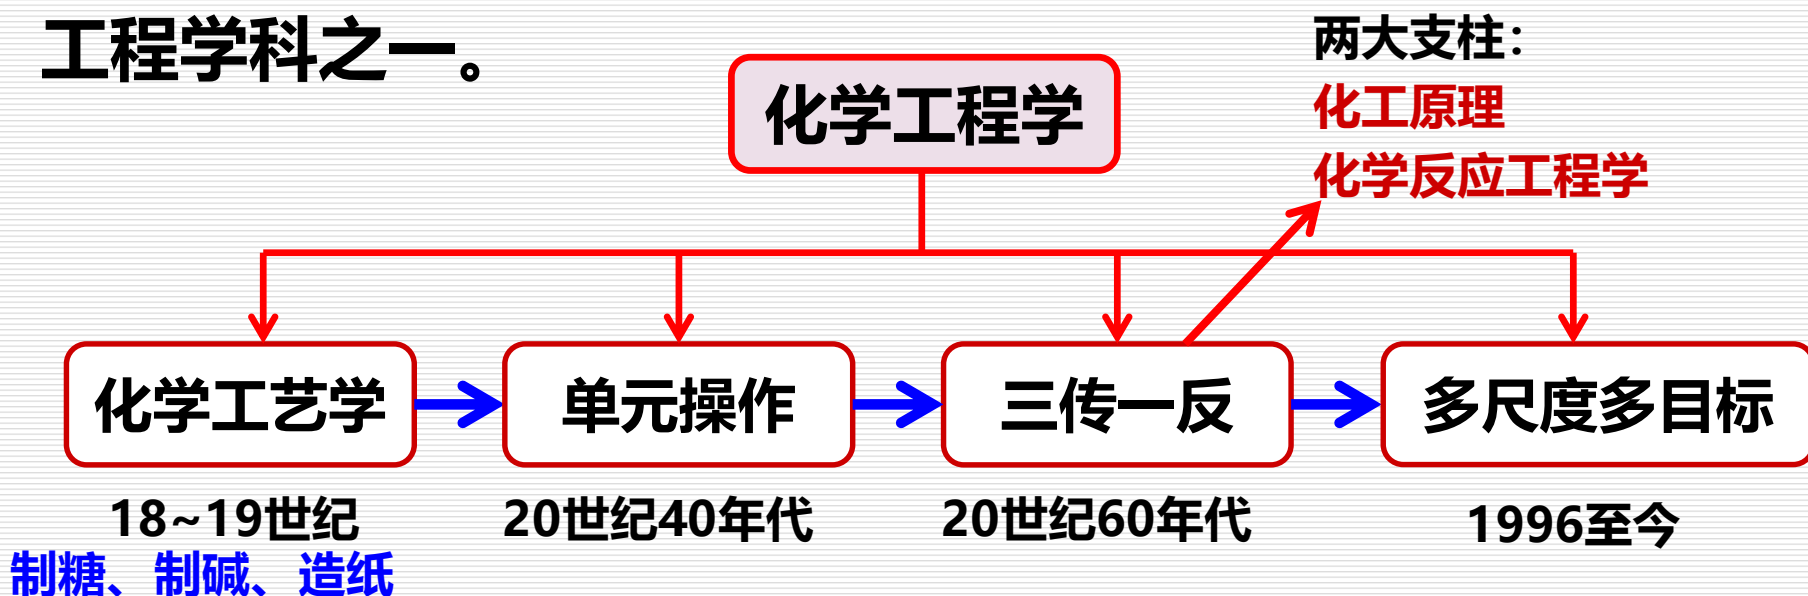 工程学科之一。
两大支柱：
化工原理
化学反应工程学
化学工程学
化学工艺学
单元操作
三传一反
多尺度多目标
18~19世纪
20世纪40年代
20世纪60年代
1996至今
制糖、制碱、造纸